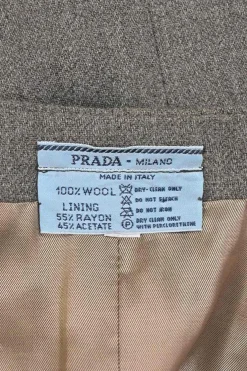 PRADA - MILANO
MADE IN ITALY
100% WOOL DRY-CLEAN ONLY
DO NOT BLEACH
LINING DO NOT IRON
55% RAYON P DRY-CLEAN ONLY
45% ACETATE WITH PERCLORETHINE